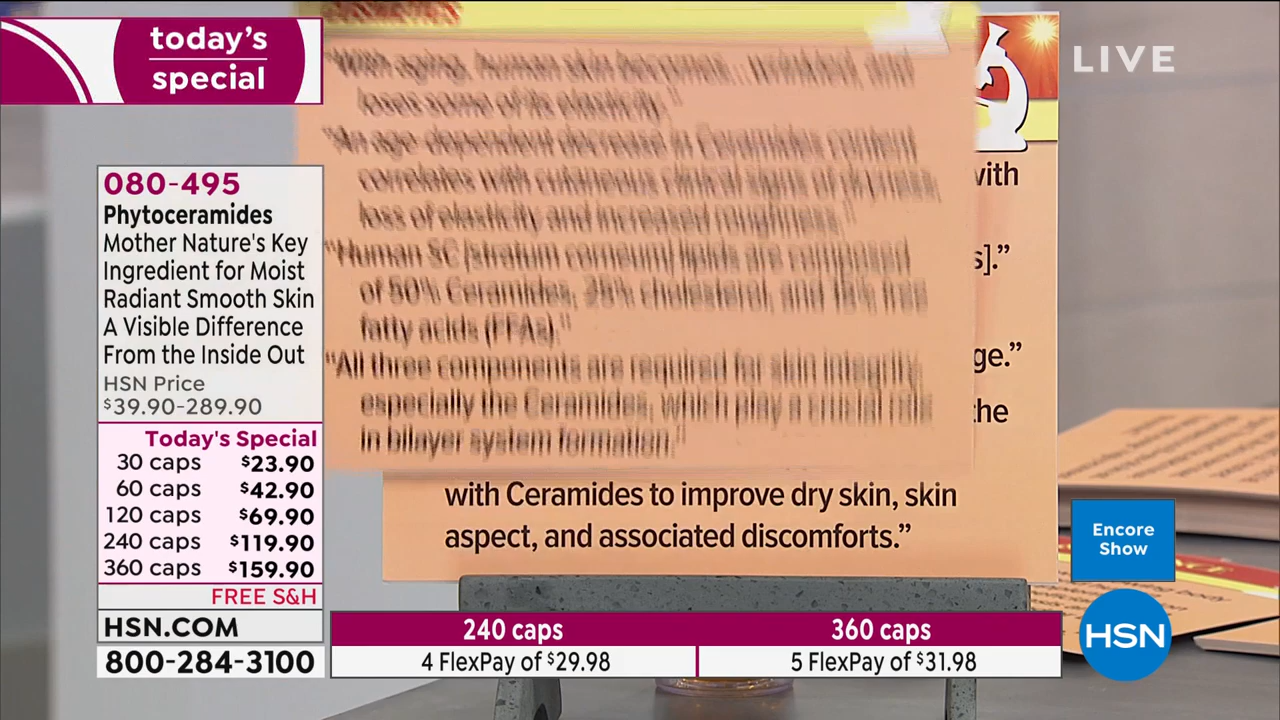 today's
special
LIVE
080-495
Phytoceramides
Mother Nature's Key
Ingredient for Moist
Radiant Smooth Skin
A Visible Difference
From the Inside Out
HSN Price
$39.90-289.90
Today's Special
30 caps $23.90
60 caps $42.90
120 caps $69.90
240 caps $119.90
360 caps $159.90
FREE S&H
HSN.COM
800-284-3100
"With aging, human skin becomes... wrinkled, and
loses some of its elasticity."
"An age-dependent decrease in Ceramides content
correlates with cutaneous clinical signs of dryness,
loss of elasticity and increased roughness."
"Human SC [stratum corneum] lipids are composed
of 50% Ceramides, 25% cholesterol, and free
fatty acids (FFAs)."
"All three components are required for skin integrity,
especially the Ceramides, which play a crucial role
in bilayer system formation."
with
s]."
ge."
the
with Ceramides to improve dry skin, skin
aspect, and associated discomforts."
Encore
Show
HSN
240 caps 360 caps
4 FlexPay of $29.98 5 FlexPay of $31.98